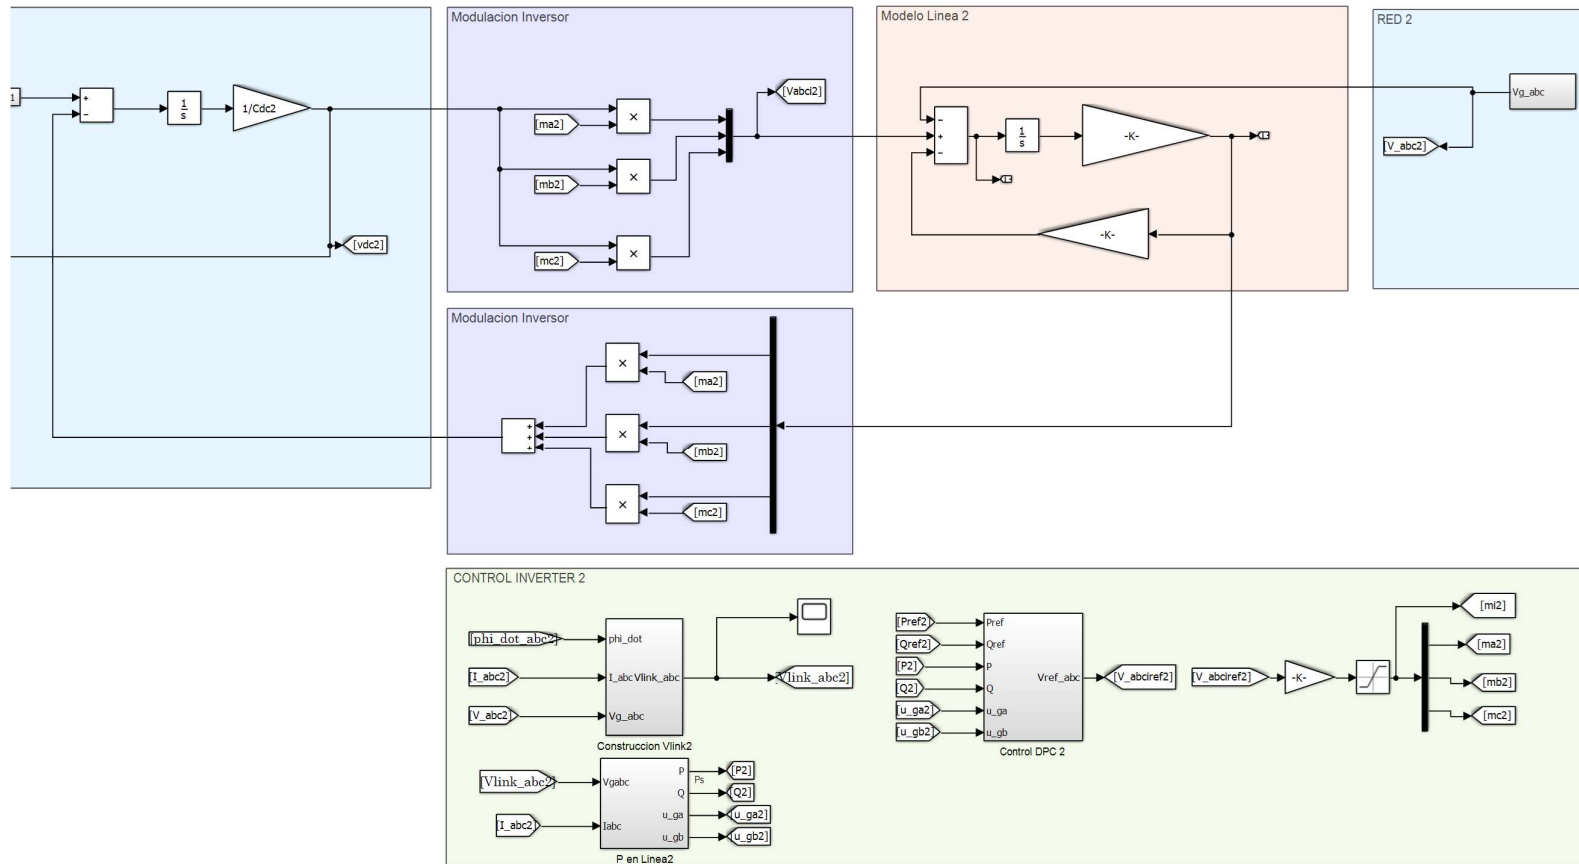 Modulacion Inversor
Modelo Linea 2
RED 2
1
+
−
1
s
1/Cdc2
[vdc2]
[ma2]
×
[mb2]
×
[mc2]
×
[Vabci2]
−
+
−
1
s
-K-
-K-
Vg_abc
[V_abc2]
Modulacion Inversor
×
[ma2]
+
+
+
×
[mb2]
×
[mc2]
CONTROL INVERTER 2
[phi_dot_abc2]
[I_abc2]
[V_abc2]
phi_dot
I_abc Vlink_abc
Vg_abc
Construccion Vlink2
[Vlink_abc2]
[Vlink_abc2]
[I_abc2]
Vgabc
Iabc
P
Q
u_ga
u_gb
Ps
[P2]
[Q2]
[u_ga2]
[u_gb2]
P en Linea2
[Pref2]
[Qref2]
[P2]
[Q2]
[u_ga2]
[u_gb2]
Pref
Qref
P
Q
u_ga
u_gb
Vref_abc
Control DPC 2
[V_abciref2]
[V_abciref2]
-K-
[mi2]
[ma2]
[mb2]
[mc2]